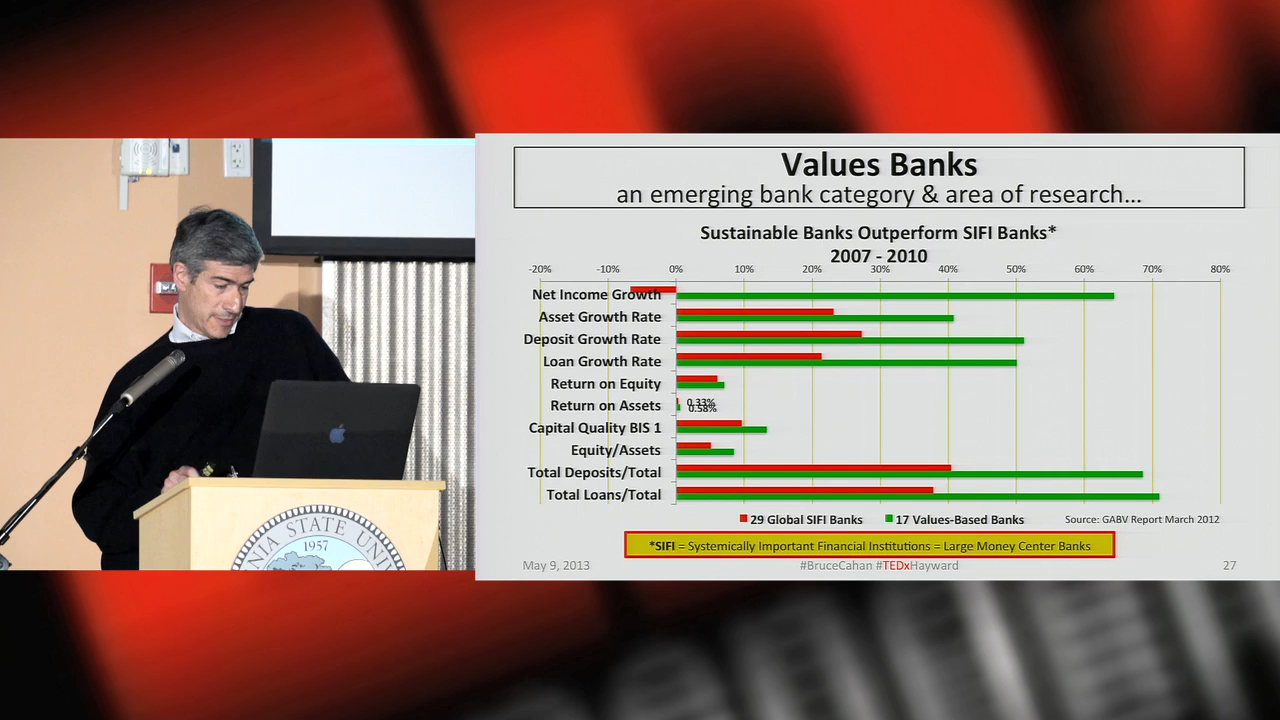 Values Banks
an emerging bank category & area of research...
Sustainable Banks Outperform SIFI Banks*
2007 - 2010
-20% -10% 0% 10% 20% 30% 40% 50% 60% 70% 80%
Net Income Growth
Asset Growth Rate
Deposit Growth Rate
Loan Growth Rate
Return on Equity
Return on Assets 0.33%
0.58%
Capital Quality BIS 1
Equity/Assets
Total Deposits/Total
Total Loans/Total
29 Global SIFI Banks 17 Values-Based Banks Source: GABV Report March 2012
*SIFI = Systemically Important Financial Institutions = Large Money Center Banks
May 9, 2013 #BruceCahan #TEDxHayward 27
NIA STATE UNIV
1957